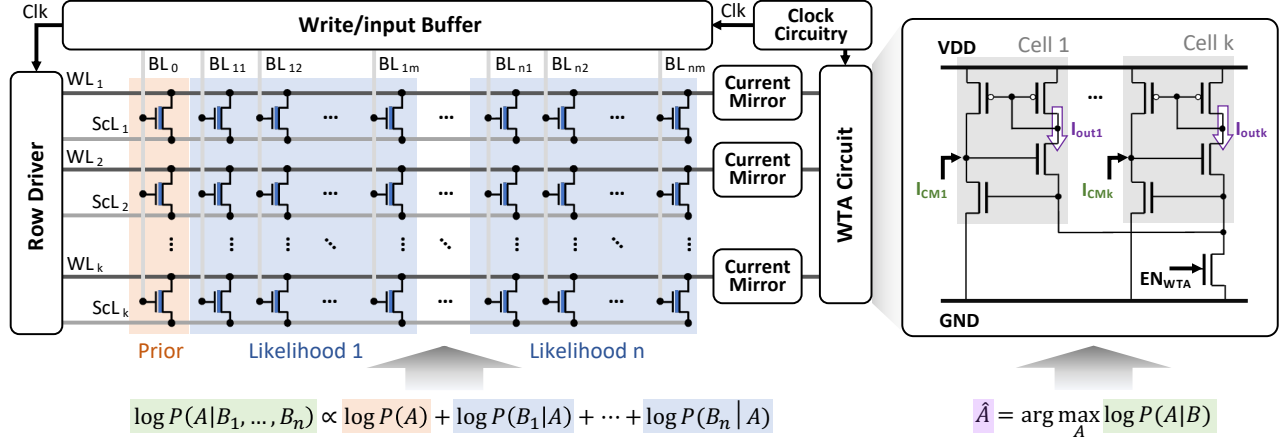 Clk
Write/input Buffer
Clk
Clock
Circuitry
BL0 BL11 BL12 BL1m BLn1 BLn2 BLnm
Row Driver
WL1
ScL1
WL2
ScL2
WLk
ScLk
... ... ...
Current
Mirror
Current
Mirror
Current
Mirror
WTA Circuit
Prior
Likelihood 1
Likelihood n
VDD
Cell 1
...
Cell k
Iout1
Ioutk
ICM1
ICMk
ENWTA
GND
log P(A|B1, … , Bn) ∝ log P(A) + log P(B1|A) + ⋯ + log P(Bn | A)
Â = arg max A log P(A|B)